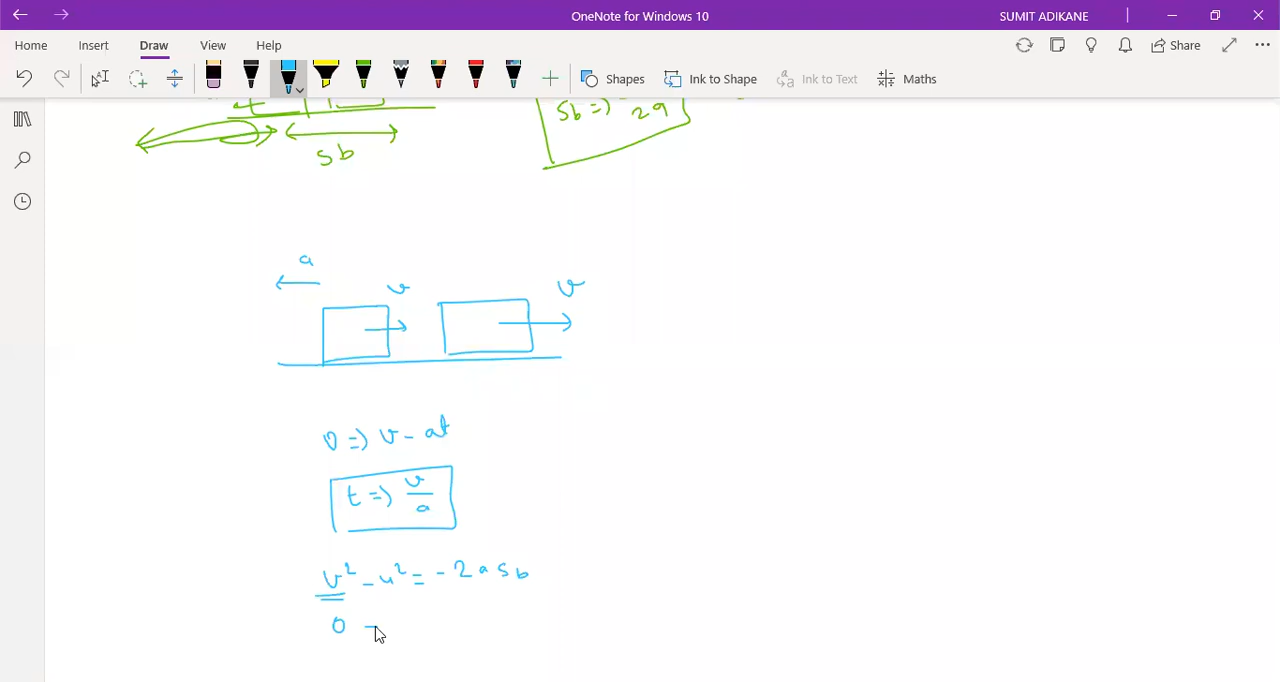 OneNote for Windows 10
SUMIT ADIKANE
Home Insert Draw View Help
Share
Shapes
Ink to Shape
Ink to Text
Maths
Sb =>
2a
Sb
a
v
v
0 => v - at
t => v/a
v² - u² = - 2 a Sb
0 -